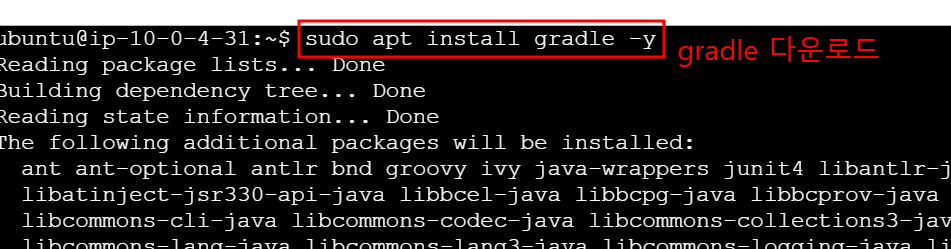 ubuntu@ip-10-0-4-31:~$ sudo apt install gradle -y
gradle 다운로드
Reading package lists... Done
Building dependency tree... Done
Reading state information... Done
The following additional packages will be installed:
ant ant-optional antlr bnd groovy ivy java-wrappers junit4 libantlr-j
libatinject-jsr330-api-java libbcel-java libbcpg-java libbcprov-java
libcommons-cli-java libcommons-codec-java libcommons-collections3-jav
libcommons-lang-java libcommons-lang3-java libcommons-logging-java